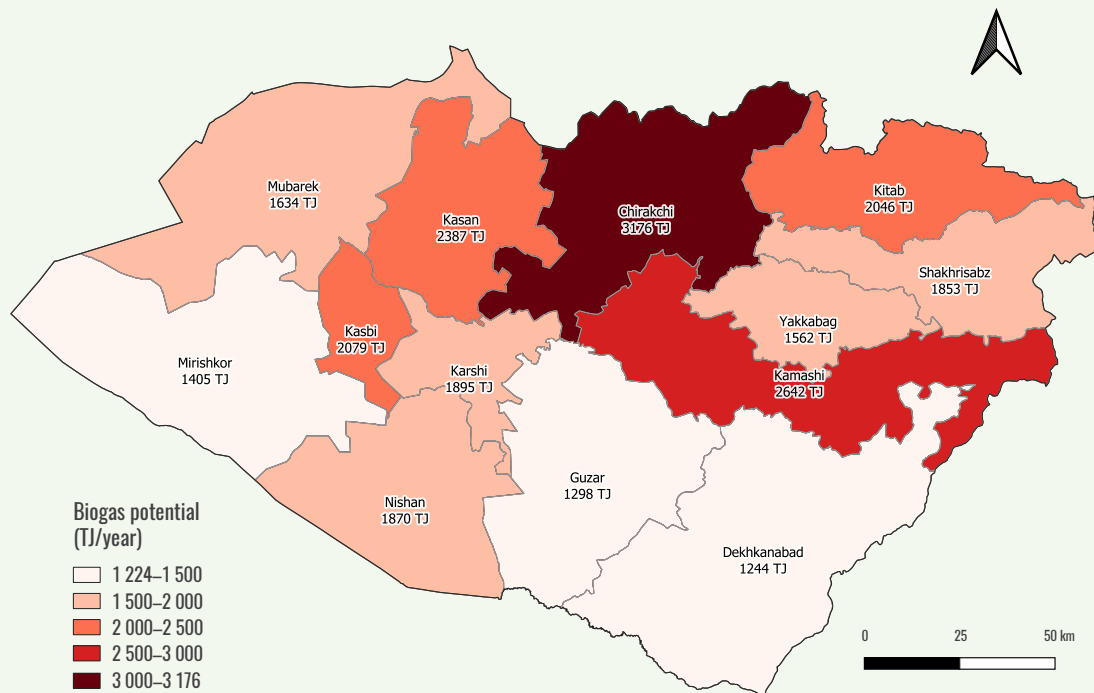 Mubarek
1634 TJ
Kasan
2387 TJ
Chirakchi
3176 TJ
Kitab
2046 TJ
Shakhrisabz
1853 TJ
Kasbi
2079 TJ
Yakkabag
1562 TJ
Mirishkor
1405 TJ
Karshi
1895 TJ
Kamashi
2642 TJ
Guzar
1298 TJ
Nishan
1870 TJ
Dekhkanabad
1244 TJ
Biogas potential
(TJ/year)
1 224–1 500
1 500–2 000
2 000–2 500
2 500–3 000
3 000–3 176
0 25 50 km